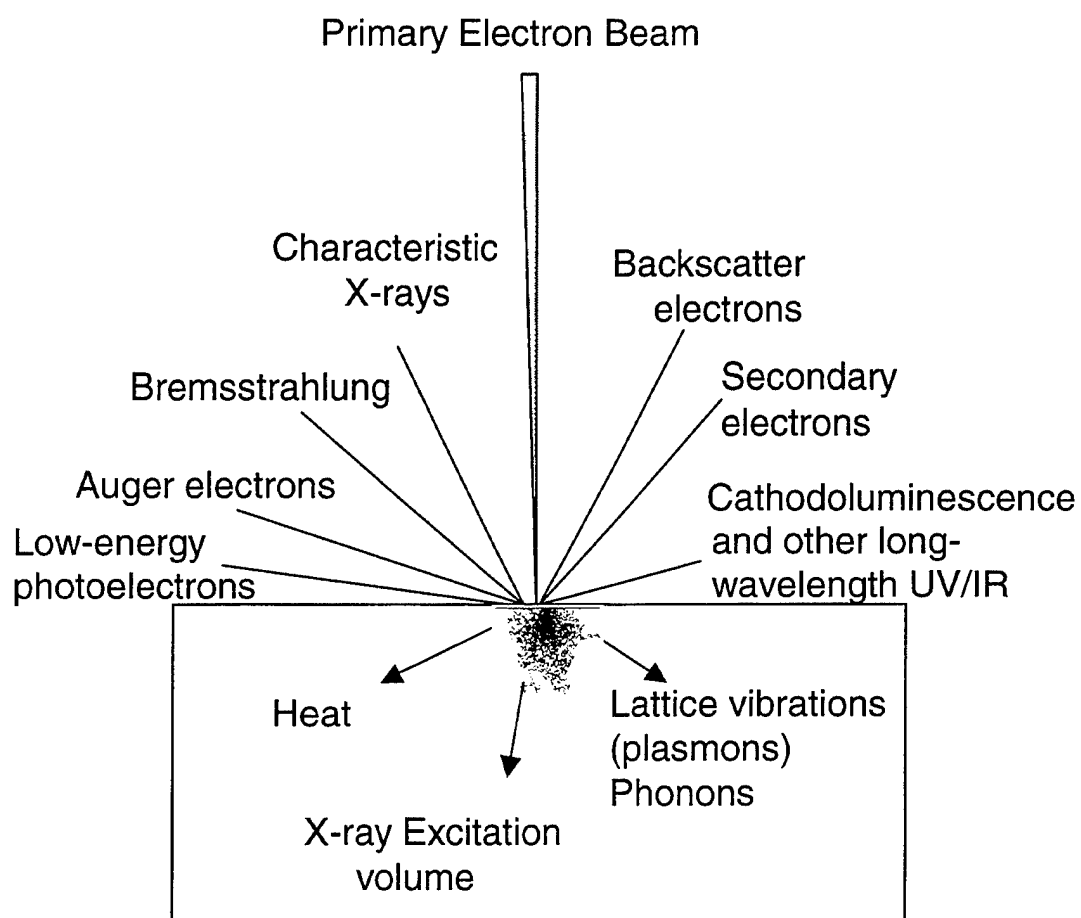 Primary Electron Beam
Characteristic
X-rays
Backscatter
electrons
Bremsstrahlung
Secondary
electrons
Auger electrons
Low-energy
photoelectrons
Cathodoluminescence
and other long-
wavelength UV/IR
Heat
Lattice vibrations
(plasmons)
Phonons
X-ray Excitation
volume